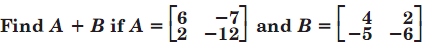 Find A + B if A = [6 −7; 2 −12] and B = [4 2; −5 −6]